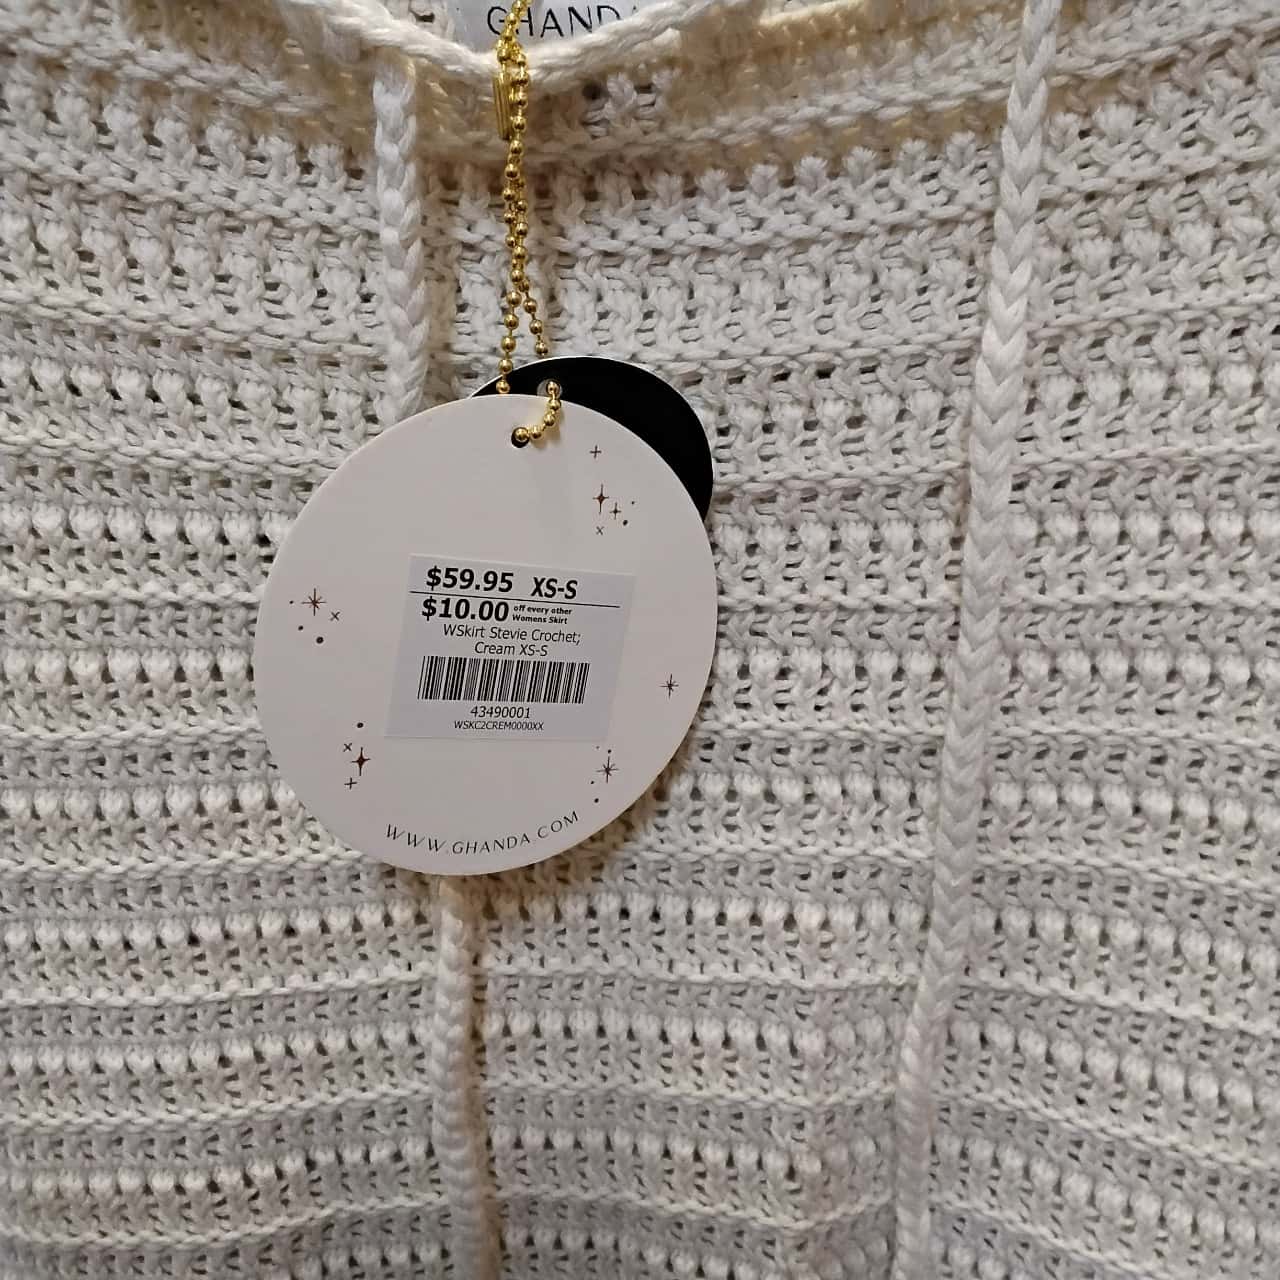 GHANDA
$59.95 XS-S
$10.00 off every other
Womens Skirt
WSkirt Stevie Crochet;
Cream XS-S
43490001
WSKC2CREM0000XX
WWW.GHANDA.COM